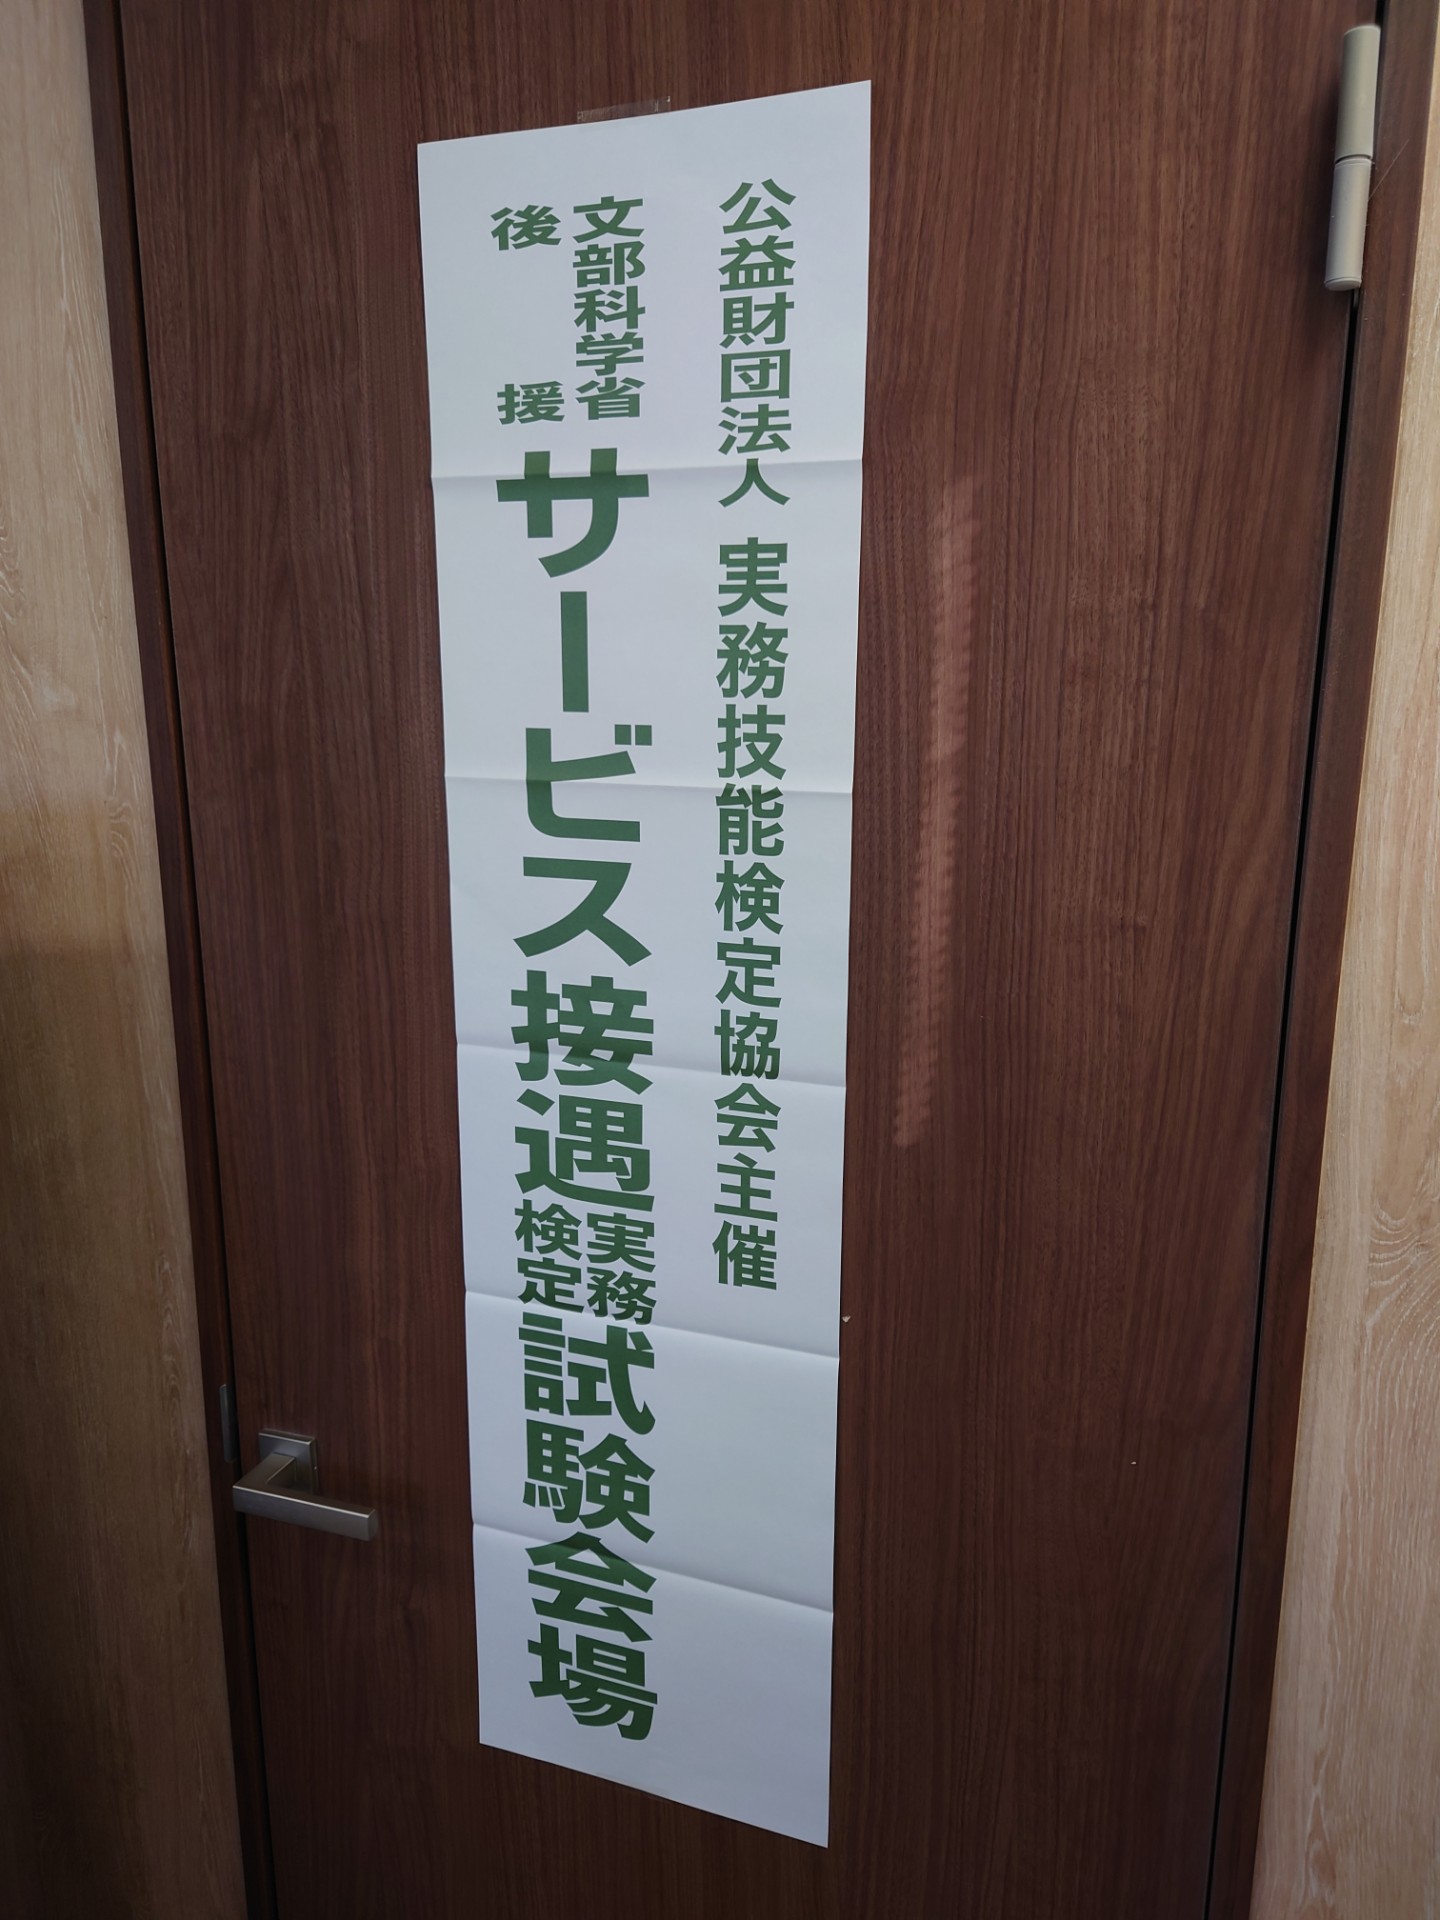 公益財団法人 実務技能検定協会主催
文部科学省
後援
サービス接遇
実務
検定
試験会場